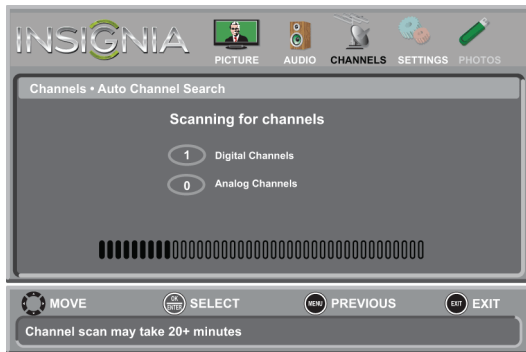 INSIGNIA
PICTURE AUDIO CHANNELS SETTINGS PHOTOS
Channels • Auto Channel Search
Scanning for channels
1 Digital Channels
0 Analog Channels
MOVE OK ENTER SELECT MENU PREVIOUS EXIT EXIT
Channel scan may take 20+ minutes